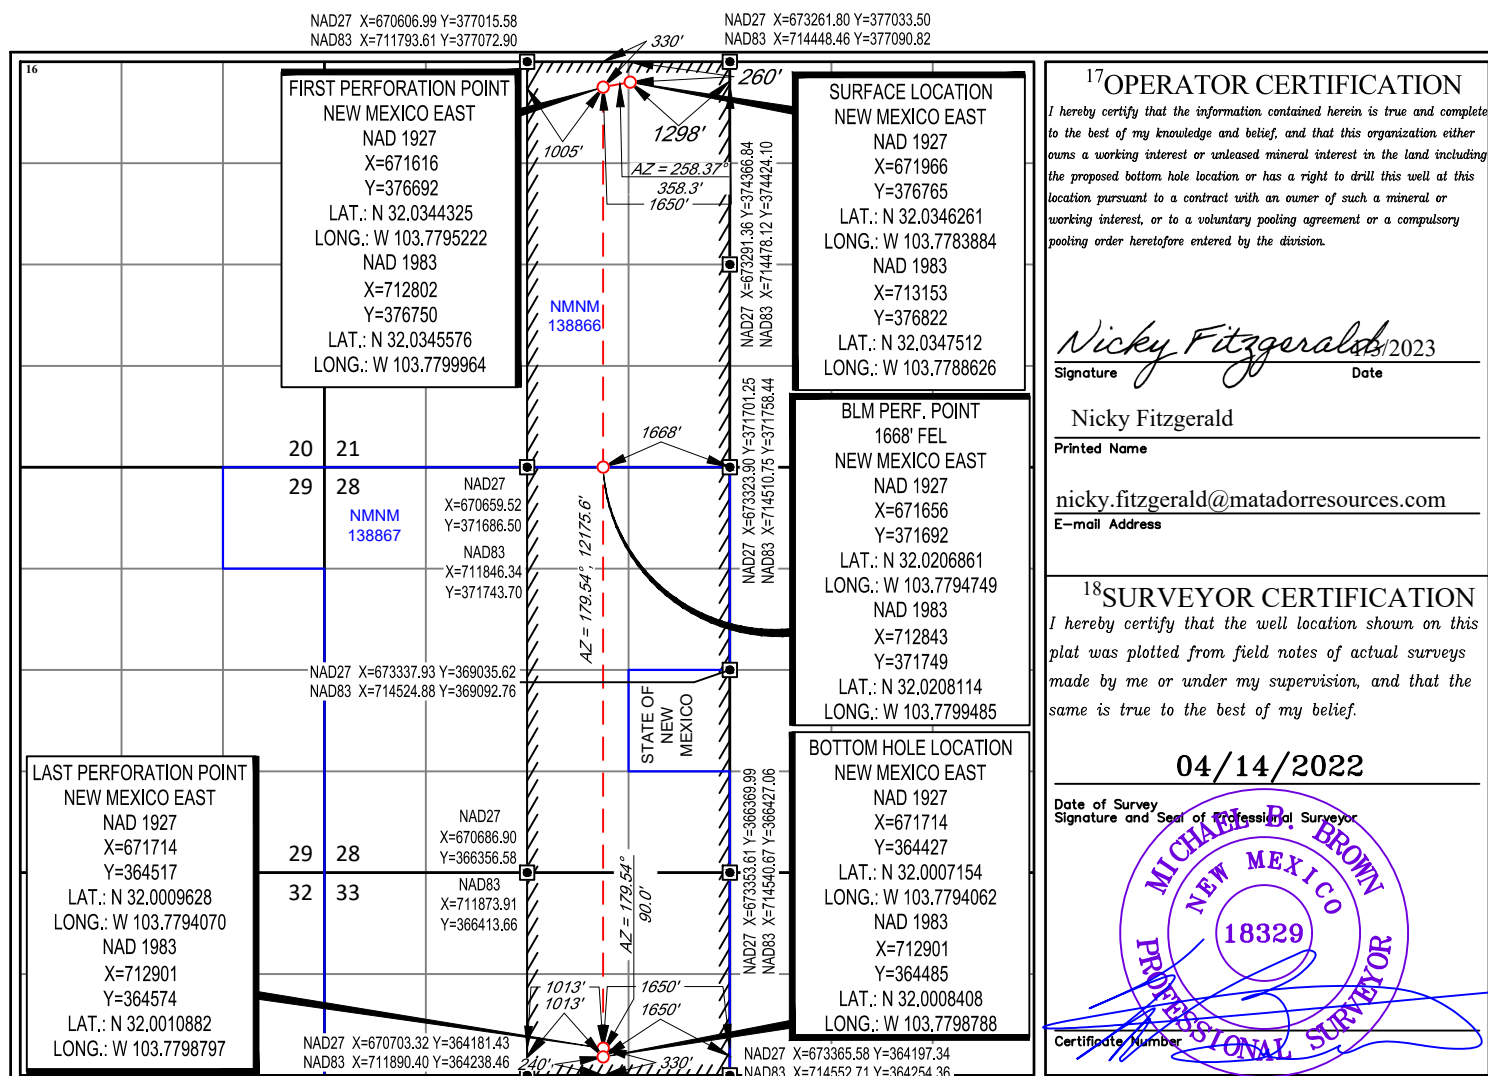 NAD27 X=670606.99 Y=377015.58
NAD83 X=711793.61 Y=377072.90
NAD27 X=673261.80 Y=377033.50
NAD83 X=714448.46 Y=377090.82
16
330'
260'
1298'
1005'
AZ = 258.37°
358.3'
1650'
FIRST PERFORATION POINT
NEW MEXICO EAST
NAD 1927
X=671616
Y=376692
LAT.: N 32.0344325
LONG.: W 103.7795222
NAD 1983
X=712802
Y=376750
LAT.: N 32.0345576
LONG.: W 103.7799964
SURFACE LOCATION
NEW MEXICO EAST
NAD 1927
X=671966
Y=376765
LAT.: N 32.0346261
LONG.: W 103.7783884
NAD 1983
X=713153
Y=376822
LAT.: N 32.0347512
LONG.: W 103.7788626
NAD27 X=673291.36 Y=374366.84
NAD83 X=714478.12 Y=374424.10
NMNM
138866
BLM PERF. POINT
1668' FEL
NEW MEXICO EAST
NAD 1927
X=671656
Y=371692
LAT.: N 32.0206861
LONG.: W 103.7794749
NAD 1983
X=712843
Y=371749
LAT.: N 32.0208114
LONG.: W 103.7799485
NAD27 X=673323.90 Y=371701.25
NAD83 X=714510.75 Y=371758.44
1668'
20 21
29 28
NMNM
138867
NAD27
X=670659.52
Y=371686.50
NAD83
X=711846.34
Y=371743.70
AZ = 179.54°, 12175.6'
NAD27 X=673337.93 Y=369035.62
NAD83 X=714524.88 Y=369092.76
STATE OF
NEW
MEXICO
LAST PERFORATION POINT
NEW MEXICO EAST
NAD 1927
X=671714
Y=364517
LAT.: N 32.0009628
LONG.: W 103.7794070
NAD 1983
X=712901
Y=364574
LAT.: N 32.0010882
LONG.: W 103.7798797
BOTTOM HOLE LOCATION
NEW MEXICO EAST
NAD 1927
X=671714
Y=364427
LAT.: N 32.0007154
LONG.: W 103.7794062
NAD 1983
X=712901
Y=364485
LAT.: N 32.0008408
LONG.: W 103.7798788
29 28
32 33
NAD27
X=670686.90
Y=366356.58
NAD83
X=711873.91
Y=366413.66
AZ = 179.54°
90.0'
NAD27 X=673353.61 Y=366369.99
NAD83 X=714540.67 Y=366427.06
1013'
1013'
1650'
1650'
NAD27 X=670703.32 Y=364181.43
NAD83 X=711890.40 Y=364238.46
240'
330'
NAD27 X=673365.58 Y=364197.34
NAD83 X=714552.71 Y=364254.36
17 OPERATOR CERTIFICATION
I hereby certify that the information contained herein is true and complete
to the best of my knowledge and belief, and that this organization either
owns a working interest or unleased mineral interest in the land including
the proposed bottom hole location or has a right to drill this well at this
location pursuant to a contract with an owner of such a mineral or
working interest, or to a voluntary pooling agreement or a compulsory
pooling order heretofore entered by the division.
Nicky Fitzgerald
/2023
Signature Date
Nicky Fitzgerald
Printed Name
nicky.fitzgerald@matadorresources.com
E-mail Address
18 SURVEYOR CERTIFICATION
I hereby certify that the well location shown on this
plat was plotted from field notes of actual surveys
made by me or under my supervision, and that the
same is true to the best of my belief.
04/14/2022
Date of Survey
Signature and Seal of Professional Surveyor
MICHAEL B. BROWN
NEW MEXICO
18329
PROFESSIONAL SURVEYOR
Certificate Number